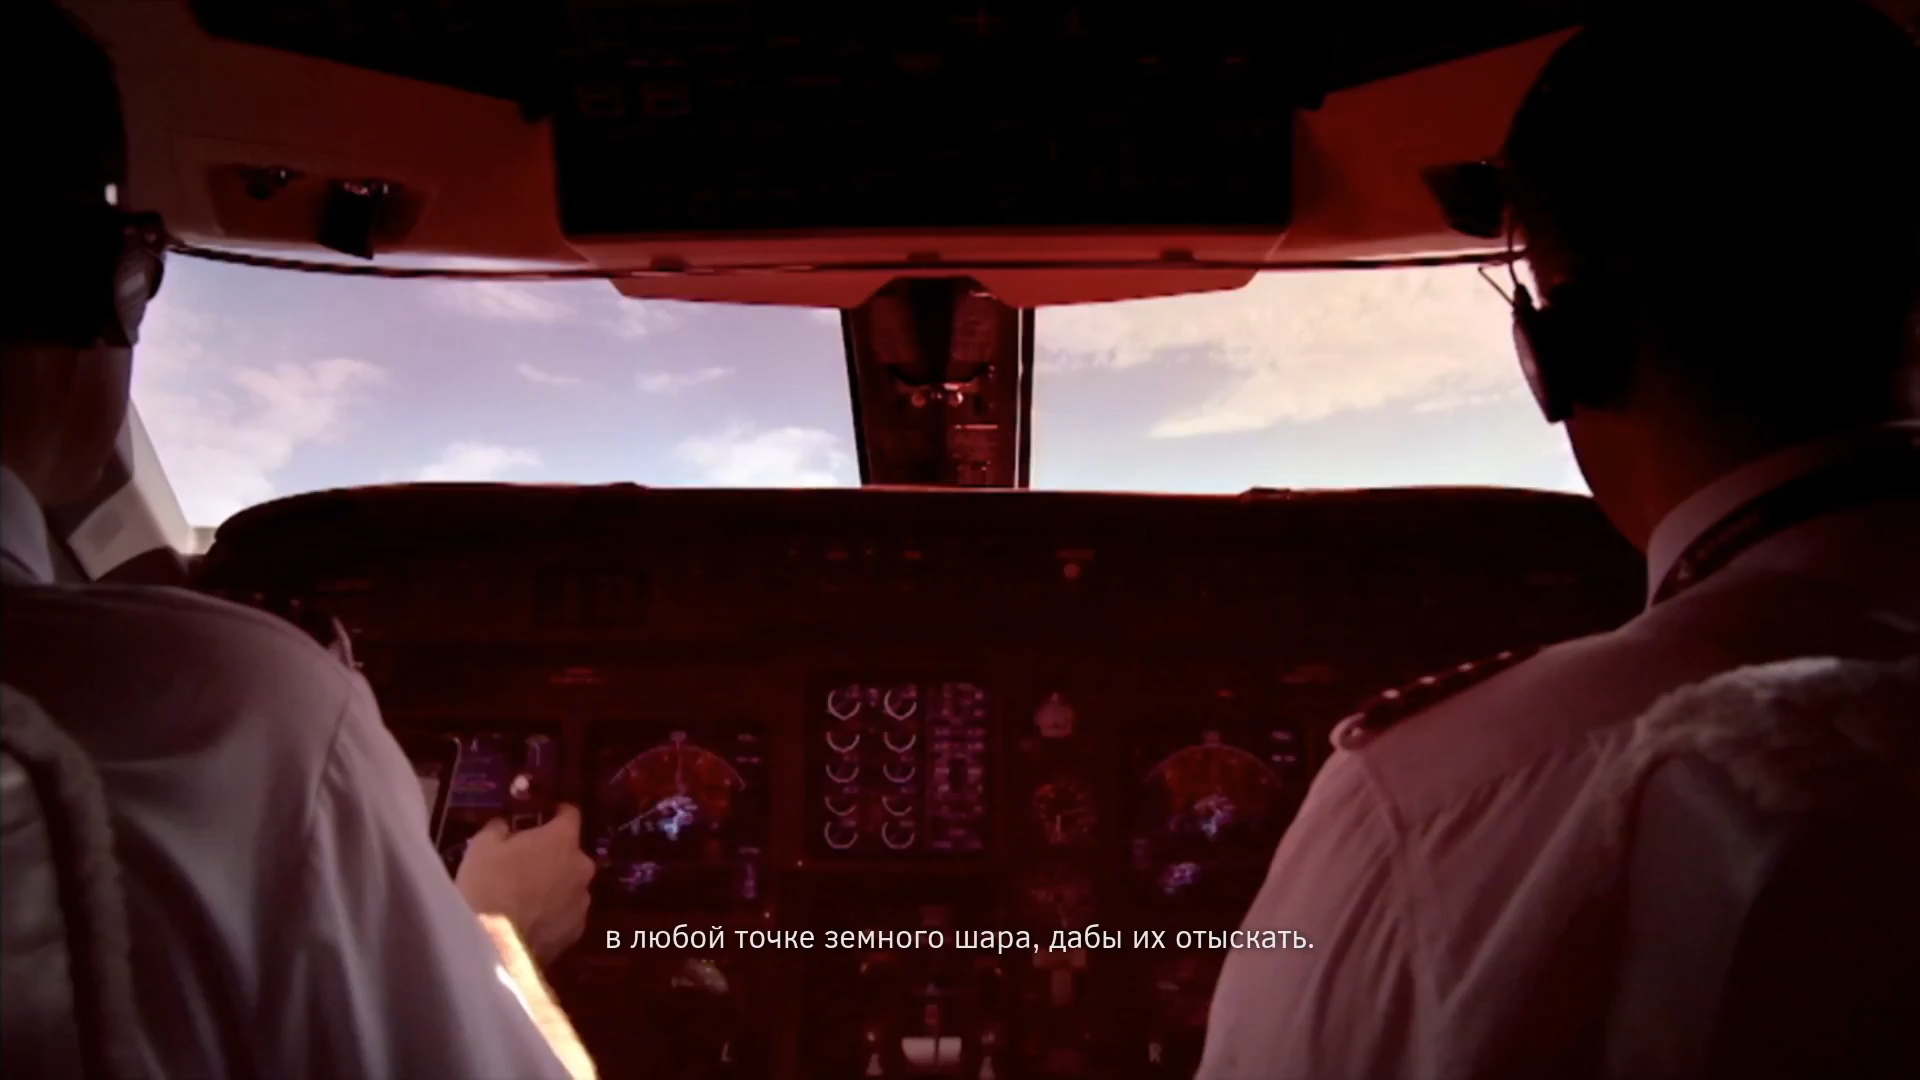 в любой точке земного шара, дабы их отыскать.
L
R